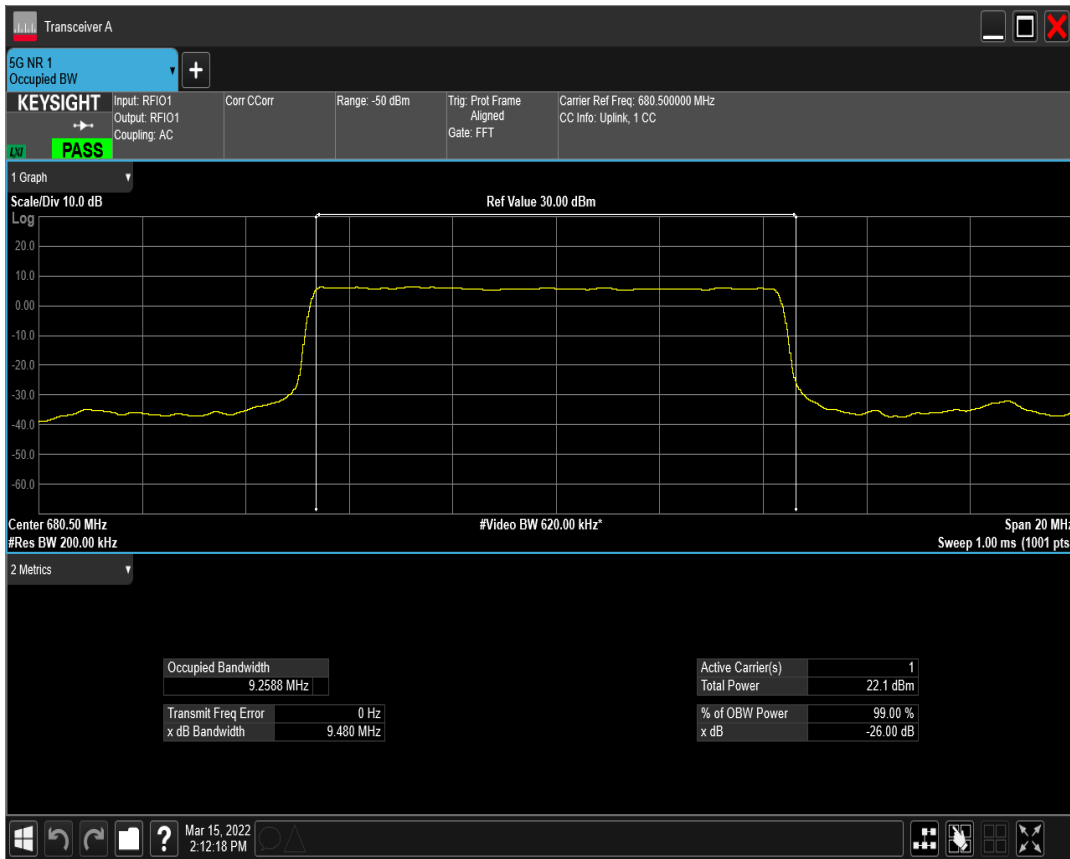 Transceiver A
5G NR 1
Occupied BW
KEYSIGHT
LXI
PASS
Input: RFIO1
Output: RFIO1
Coupling: AC
Corr CCorr
Range: -50 dBm
Trig: Prot Frame
Aligned
Gate: FFT
Carrier Ref Freq: 680.500000 MHz
CC Info: Uplink, 1 CC
1 Graph
Scale/Div 10.0 dB
Ref Value 30.00 dBm
Log
20.0
10.0
0.00
-10.0
-20.0
-30.0
-40.0
-50.0
-60.0
Center 680.50 MHz
#Video BW 620.00 kHz*
Span 20 MHz
#Res BW 200.00 kHz
Sweep 1.00 ms (1001 pts
2 Metrics
Occupied Bandwidth
9.2588 MHz
Transmit Freq Error 0 Hz
x dB Bandwidth 9.480 MHz
Active Carrier(s) 1
Total Power 22.1 dBm
% of OBW Power 99.00 %
x dB -26.00 dB
?
Mar 15, 2022
2:12:18 PM